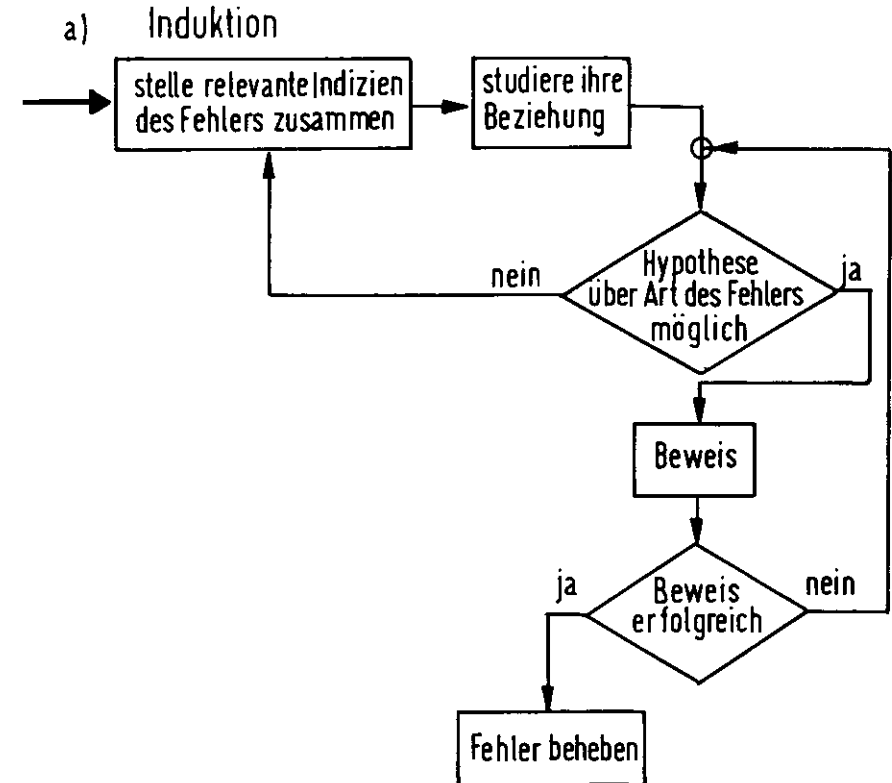 a) Induktion
stelle relevante Indizien
des Fehlers zusammen
studiere ihre
Beziehung
nein
Hypothese
über Art des Fehlers
möglich
ja
Beweis
ja
Beweis
erfolgreich
nein
Fehler beheben